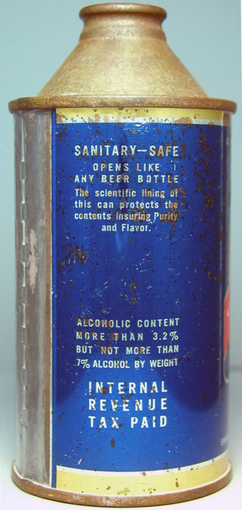 SANITARY—SAFE
OPENS LIKE
ANY BEER BOTTLE
The scientific lining of
this can protects the
contents insuring Purity
and Flavor.
ALCOHOLIC CONTENT
MORE THAN 3.2%
BUT NOT MORE THAN
7% ALCOHOL BY WEIGHT
INTERNAL
REVENUE
TAX PAID